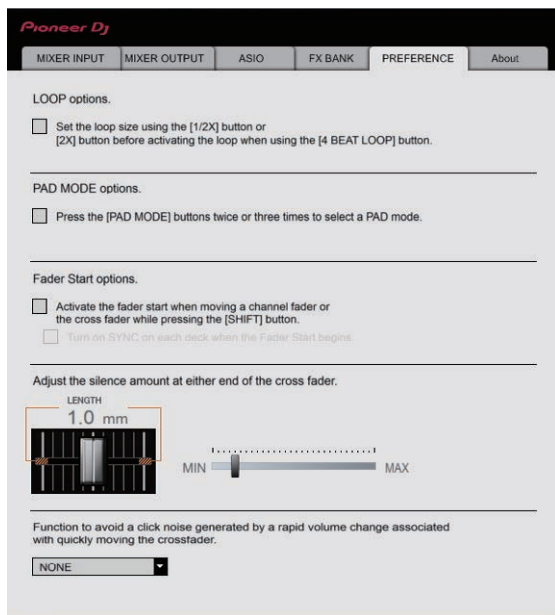 Pioneer Dj
MIXER INPUT MIXER OUTPUT ASIO FX BANK PREFERENCE About
LOOP options.
Set the loop size using the [1/2X] button or
[2X] button before activating the loop when using the [4 BEAT LOOP] button.
PAD MODE options.
Press the [PAD MODE] buttons twice or three times to select a PAD mode.
Fader Start options.
Activate the fader start when moving a channel fader or
the cross fader while pressing the [SHIFT] button.
Turn on SYNC on each deck when the Fader Start begins.
Adjust the silence amount at either end of the cross fader.
LENGTH
1.0 mm
MIN MAX
Function to avoid a click noise generated by a rapid volume change associated
with quickly moving the crossfader.
NONE